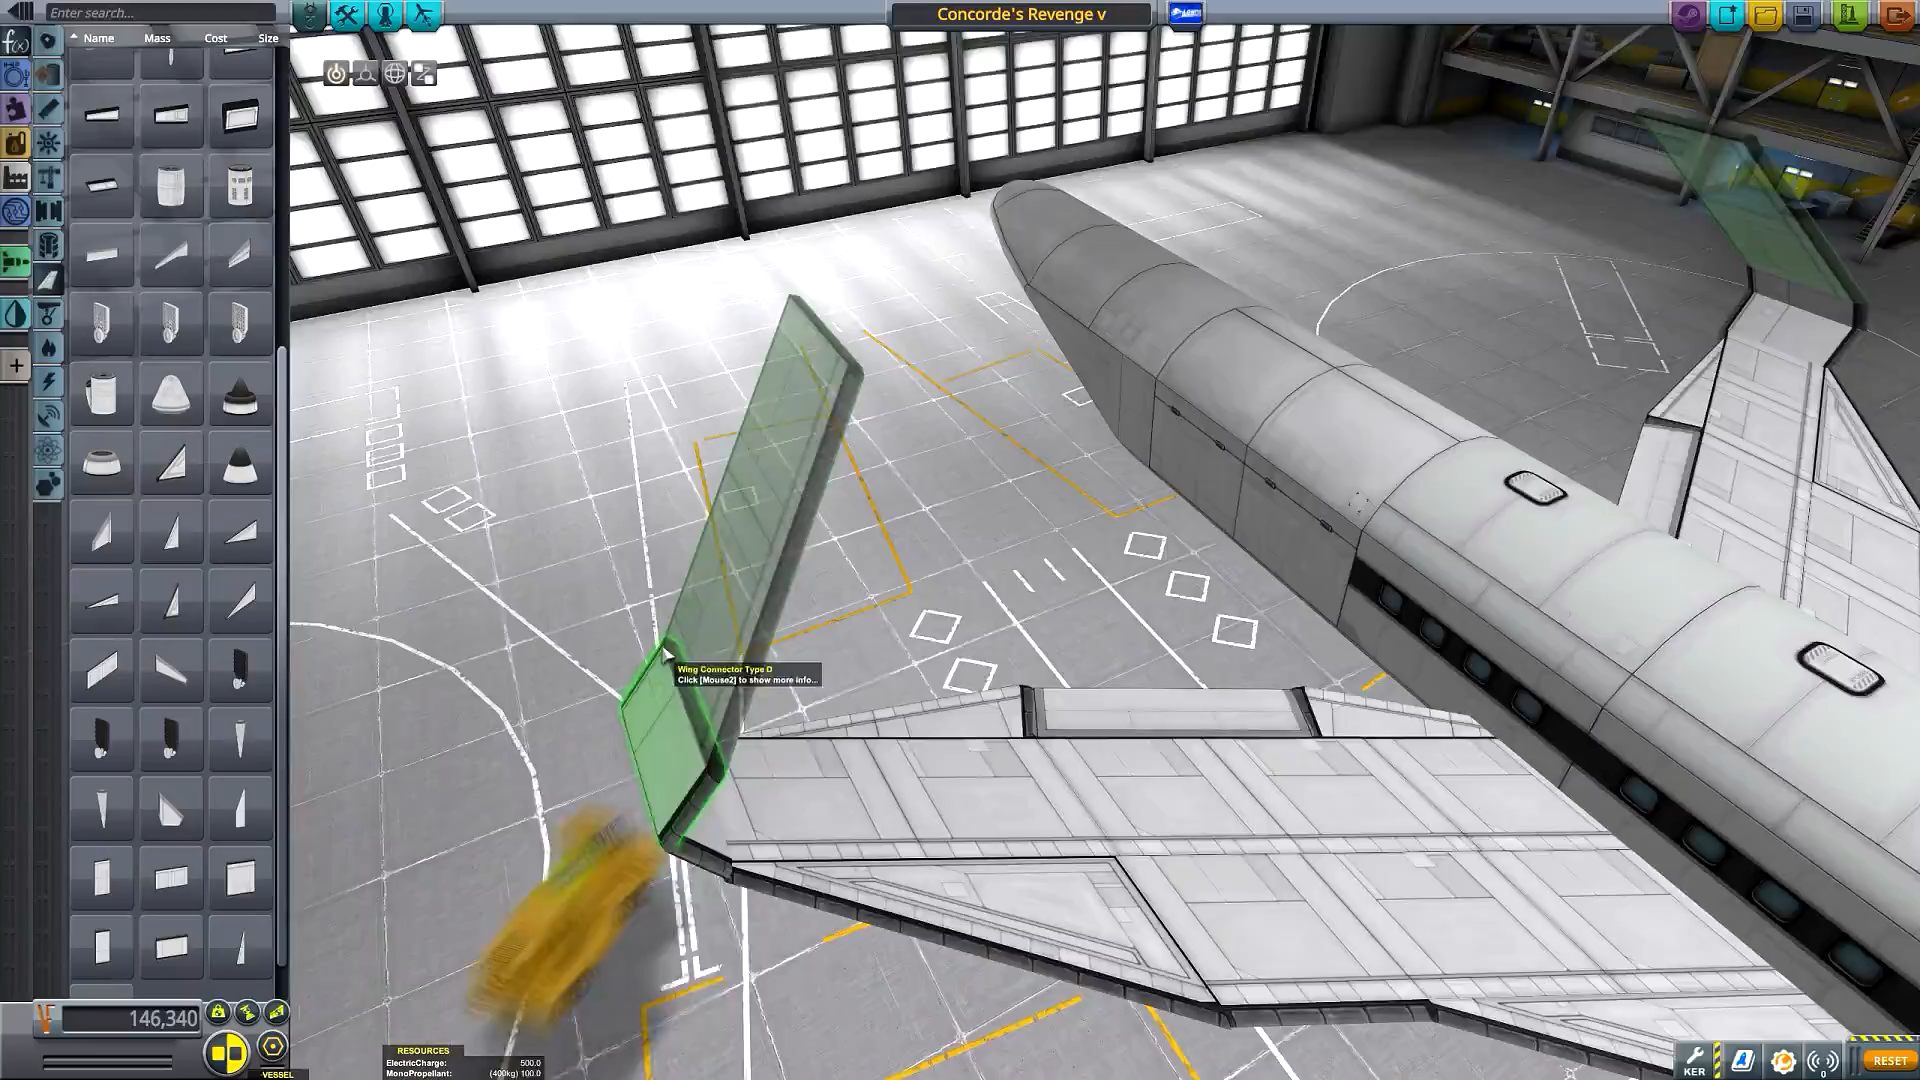 Enter search...
Concorde's Revenge v
Name Mass Cost Size
Wing Connector Type D
Click [Mouse2] to show more info...
146,340
RESOURCES
ElectricCharge: 500.0
MonoPropellant: (400kg) 100.0
VESSEL
KER
0
RESET